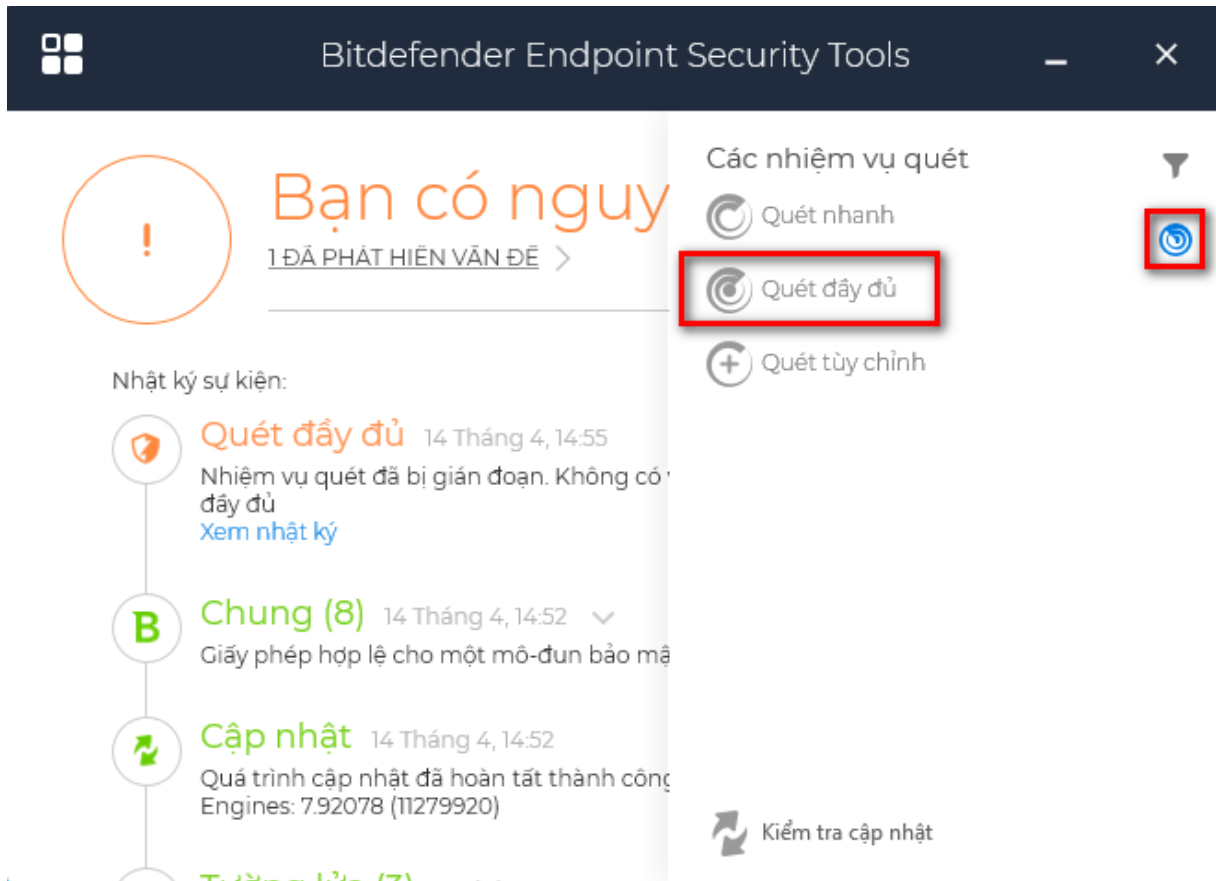 Bitdefender Endpoint Security Tools
Bạn có nguy
1 ĐÃ PHÁT HIỆN VẤN ĐỀ
Nhật ký sự kiện:
Quét đầy đủ 14 Tháng 4, 14:55
Nhiệm vụ quét đã bị gián đoạn. Không có
đầy đủ
Xem nhật ký
B
Chung (8) 14 Tháng 4, 14:52
Giấy phép hợp lệ cho một mô-đun bảo mậ
Cập nhật 14 Tháng 4, 14:52
Quá trình cập nhật đã hoàn tất thành công
Engines: 7.92078 (11279920)
Tường lửa (3)
Các nhiệm vụ quét
Quét nhanh
Quét đầy đủ
Quét tùy chỉnh
Kiểm tra cập nhật